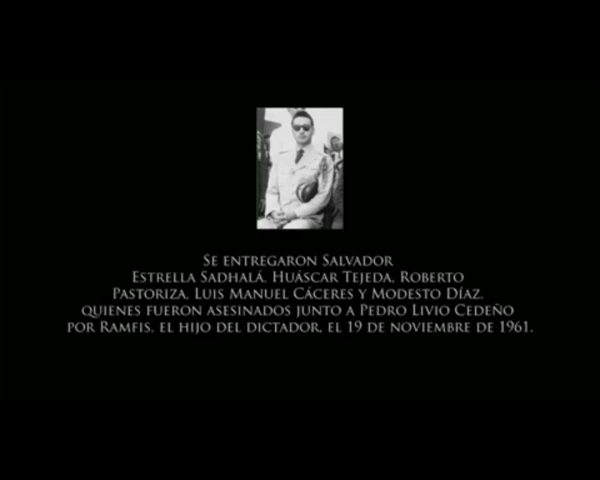 Se entregaron Salvador
Estrella Sadhalá, Huáscar Tejeda, Roberto
Pastoriza, Luis Manuel Cáceres y Modesto Díaz,
quienes fueron asesinados junto a Pedro Livio Cedeño
por Ramfis, el hijo del dictador, el 19 de noviembre de 1961.